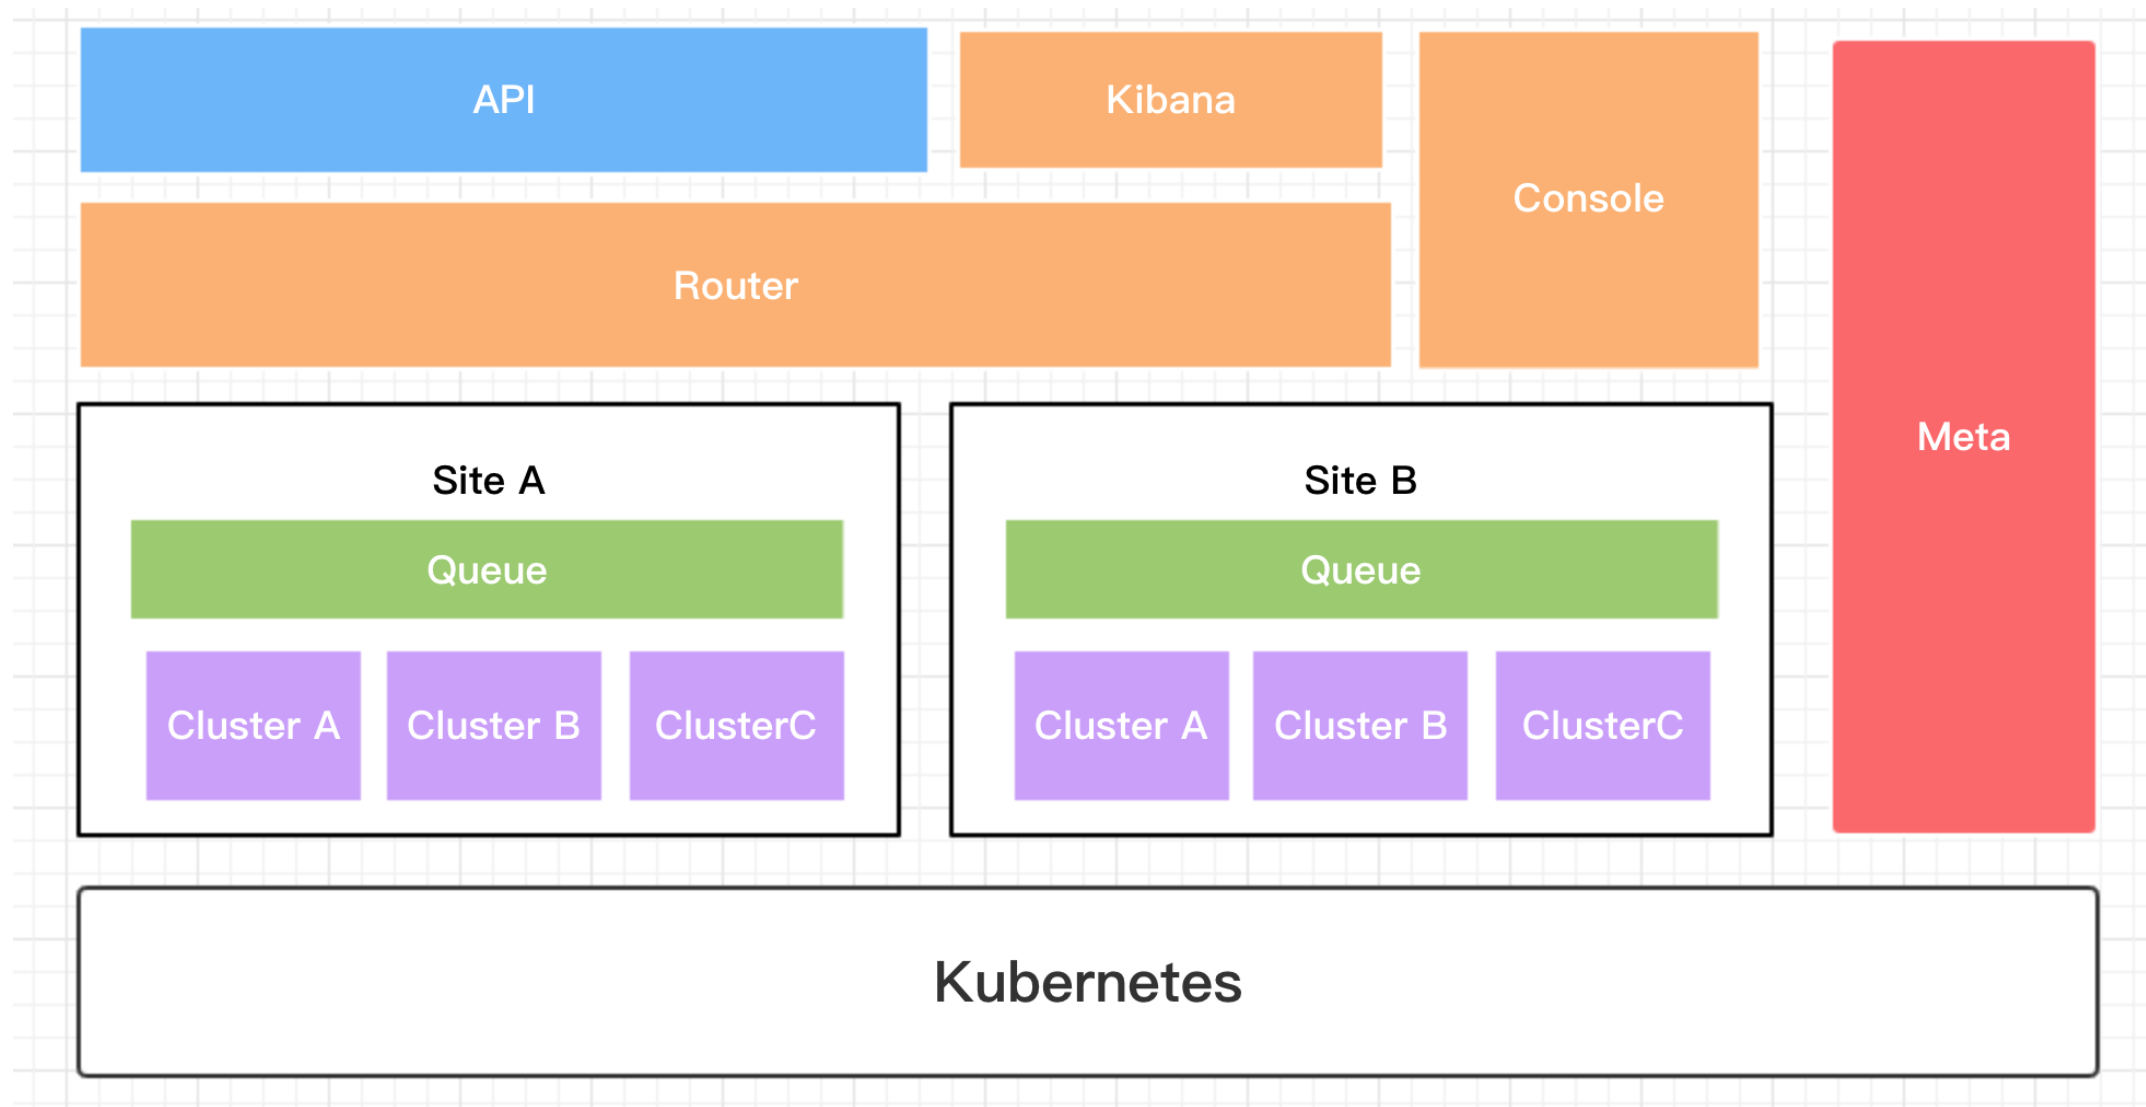 API
Kibana
Console
Router
Meta
Site A
Queue
Cluster A
Cluster B
ClusterC
Site B
Queue
Cluster A
Cluster B
ClusterC
Kubernetes